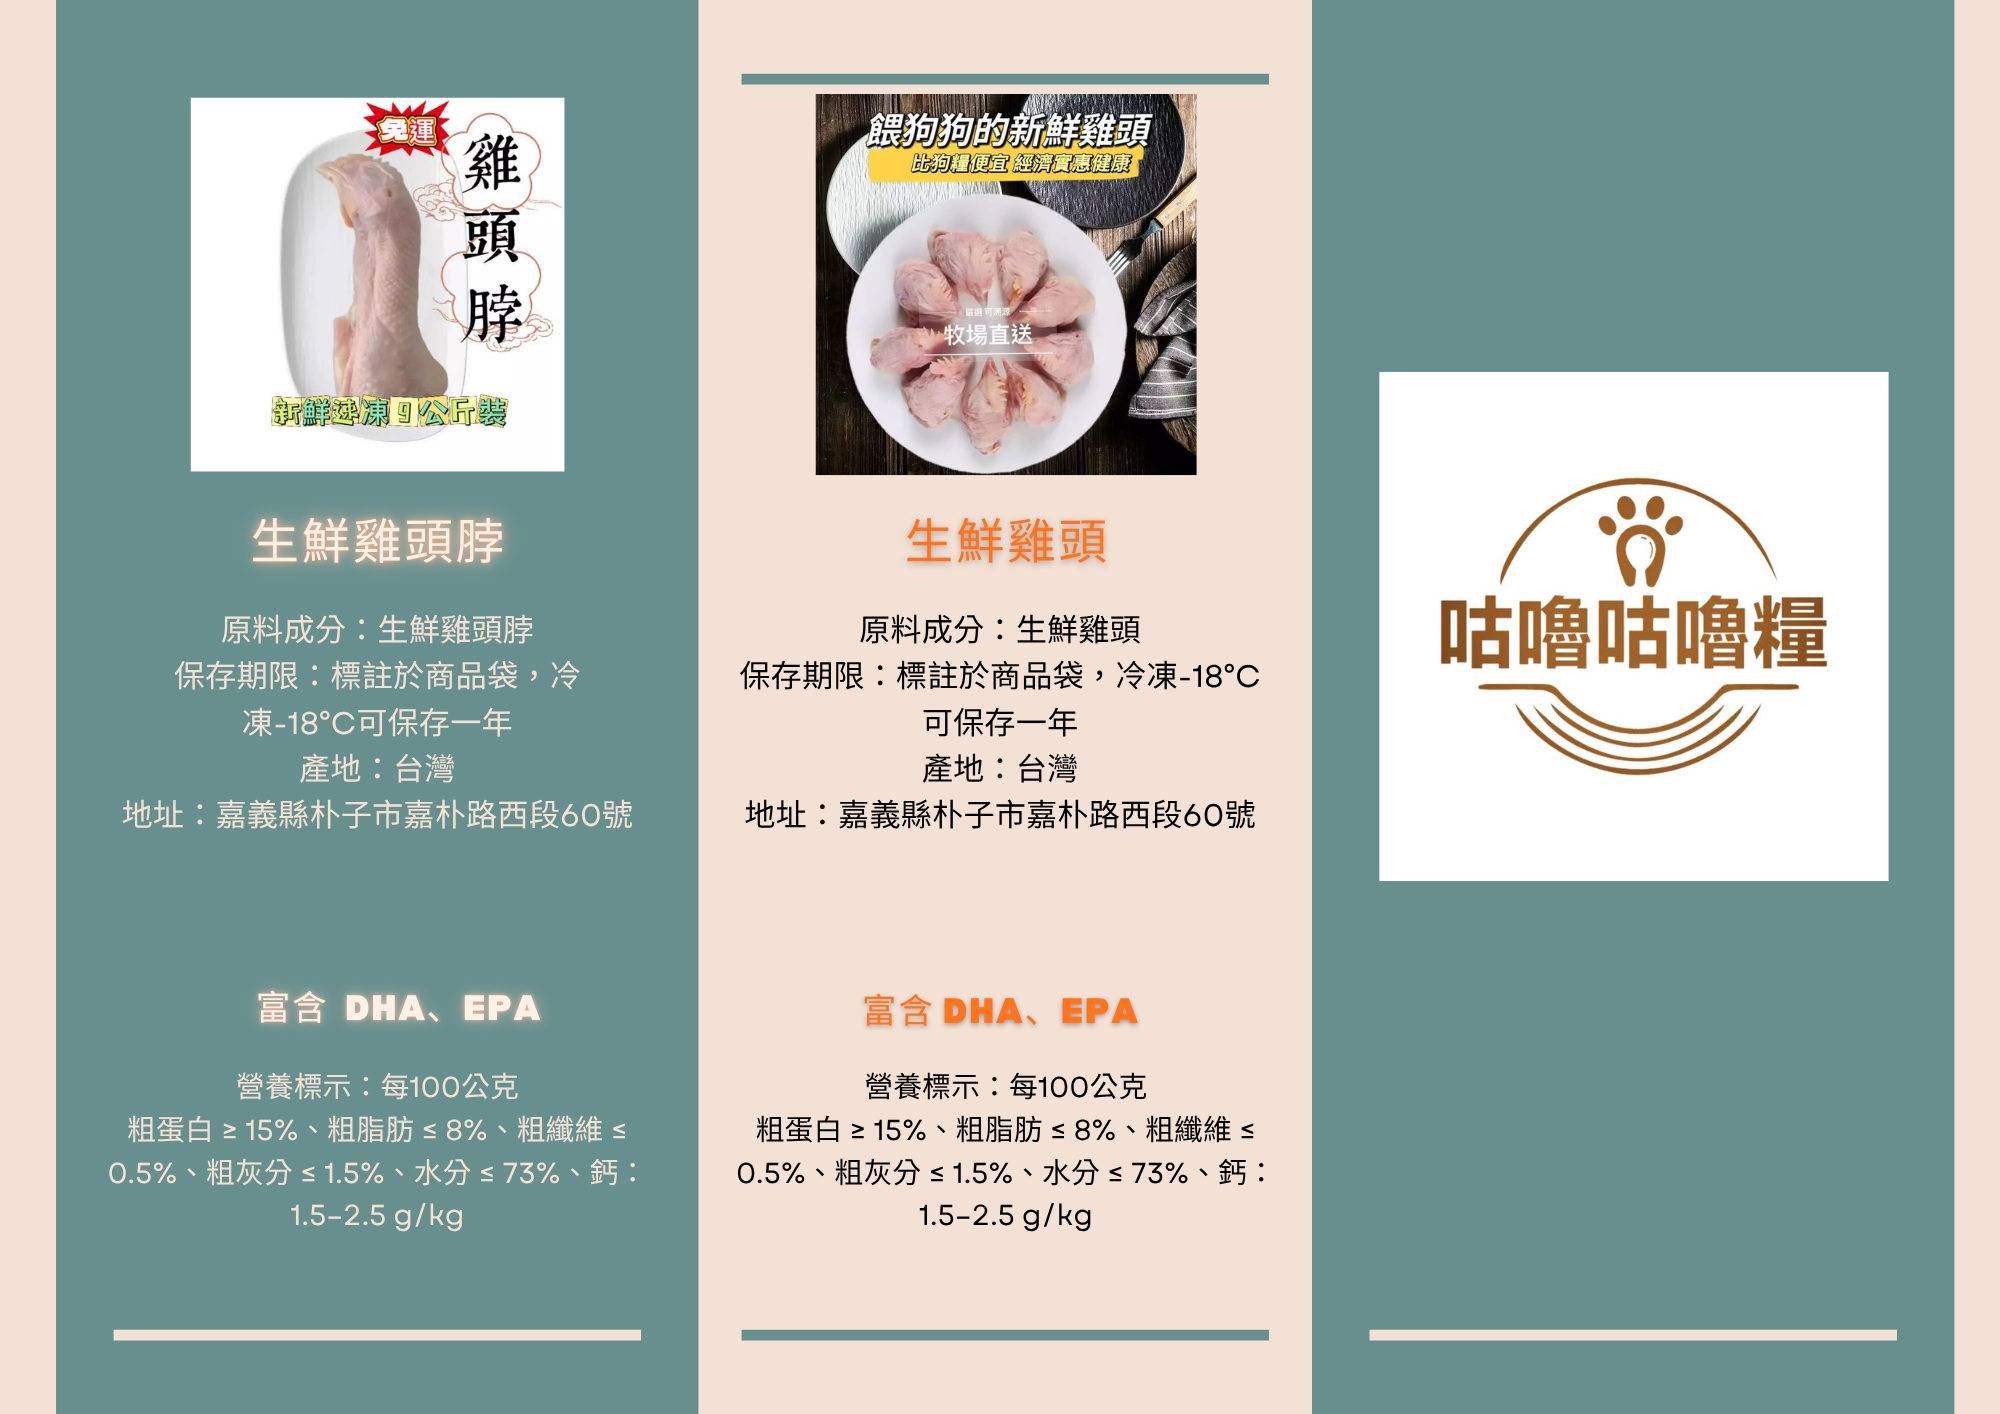 免運
雞頭脖
新鮮速凍9公斤裝
生鮮雞頭脖
原料成分：生鮮雞頭脖
保存期限：標註於商品袋，冷
凍-18°C可保存一年
產地：台灣
地址：嘉義縣朴子市嘉朴路西段60號
富含 DHA、EPA
營養標示：每100公克
粗蛋白 ≥ 15%、粗脂肪 ≤ 8%、粗纖維 ≤
0.5%、粗灰分 ≤ 1.5%、水分 ≤ 73%、鈣：
1.5–2.5 g/kg
餵狗狗的新鮮雞頭
比狗糧便宜 經濟實惠健康
嚴選 可溯源
牧場直送
生鮮雞頭
原料成分：生鮮雞頭
保存期限：標註於商品袋，冷凍-18°C
可保存一年
產地：台灣
地址：嘉義縣朴子市嘉朴路西段60號
富含 DHA、EPA
營養標示：每100公克
粗蛋白 ≥ 15%、粗脂肪 ≤ 8%、粗纖維 ≤
0.5%、粗灰分 ≤ 1.5%、水分 ≤ 73%、鈣：
1.5–2.5 g/kg
咕嚕咕嚕糧